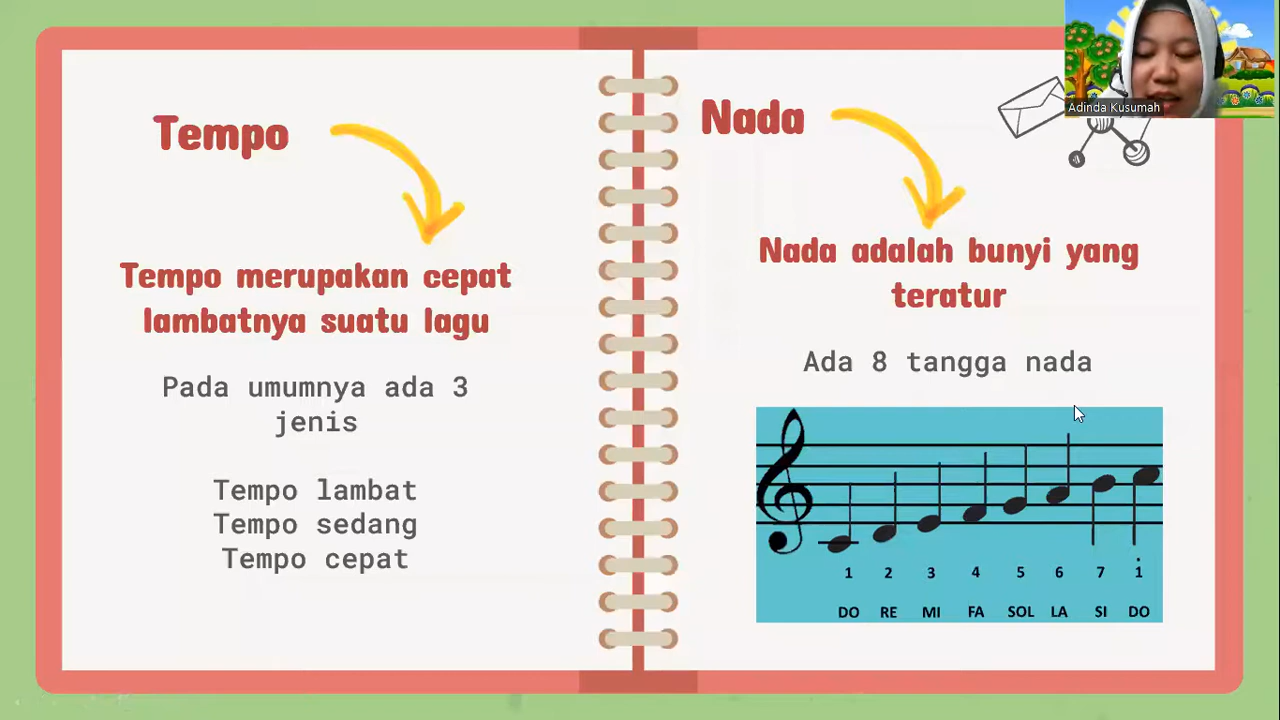 Tempo
Tempo merupakan cepat
lambatnya suatu lagu
Pada umumnya ada 3
jenis
Tempo lambat
Tempo sedang
Tempo cepat
Nada
Nada adalah bunyi yang
teratur
Ada 8 tangga nada
1 2 3 4 5 6 7 1̇
DO RE MI FA SOL LA SI DO
Adinda Kusumah